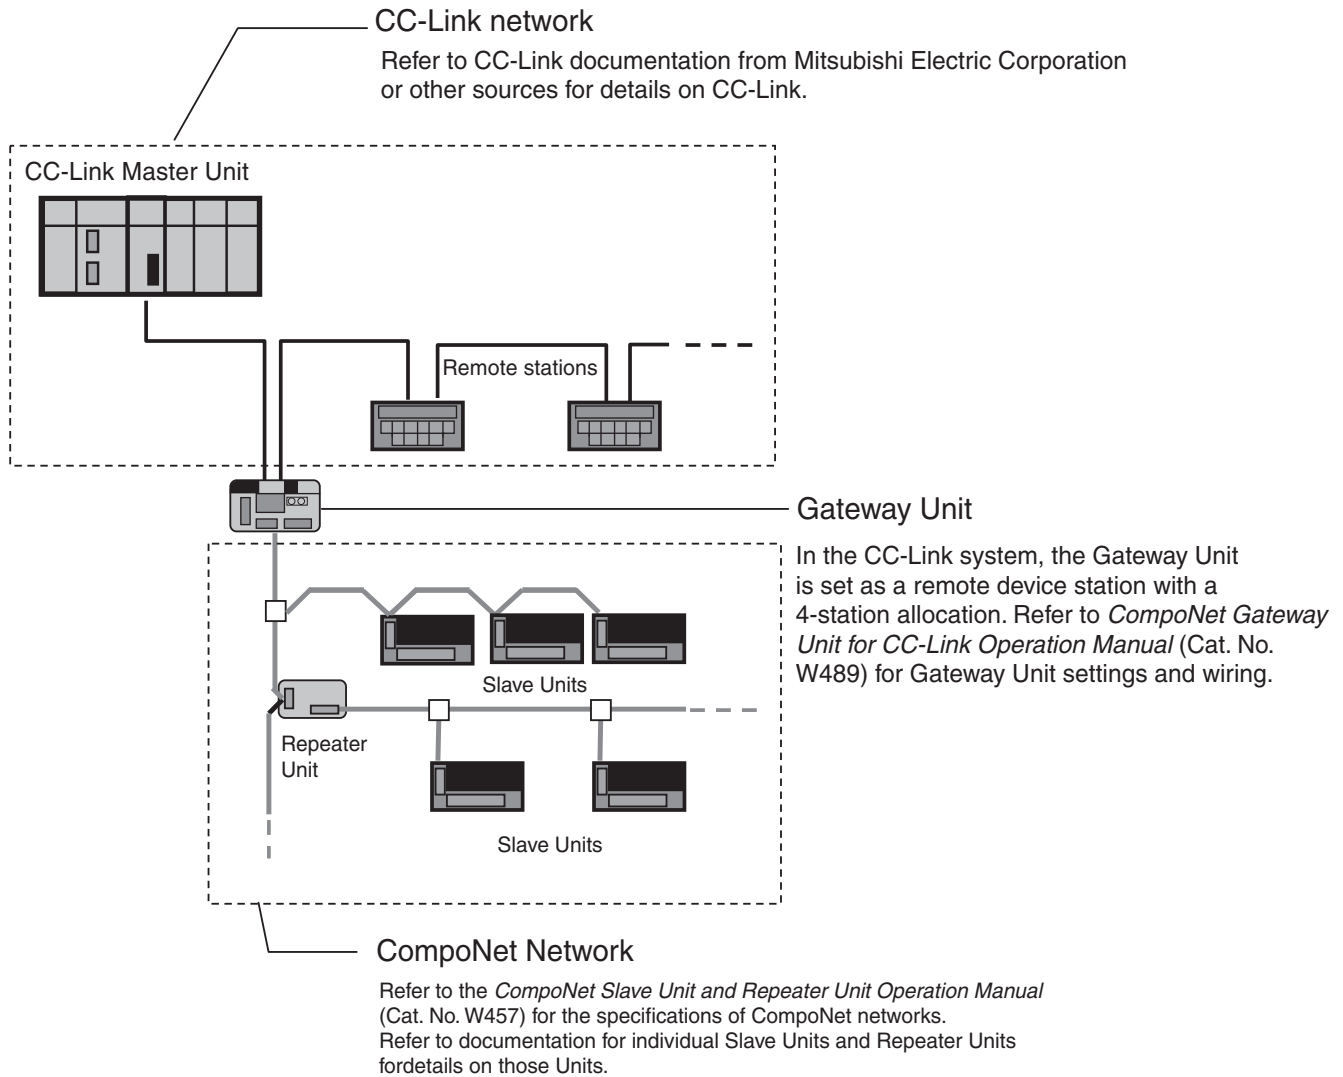 CC-Link network
Refer to CC-Link documentation from Mitsubishi Electric Corporation
or other sources for details on CC-Link.
CC-Link Master Unit
Remote stations
Gateway Unit
In the CC-Link system, the Gateway Unit
is set as a remote device station with a
4-station allocation. Refer to CompoNet Gateway
Unit for CC-Link Operation Manual (Cat. No.
W489) for Gateway Unit settings and wiring.
Slave Units
Repeater
Unit
Slave Units
CompoNet Network
Refer to the CompoNet Slave Unit and Repeater Unit Operation Manual
(Cat. No. W457) for the specifications of CompoNet networks.
Refer to documentation for individual Slave Units and Repeater Units
fordetails on those Units.